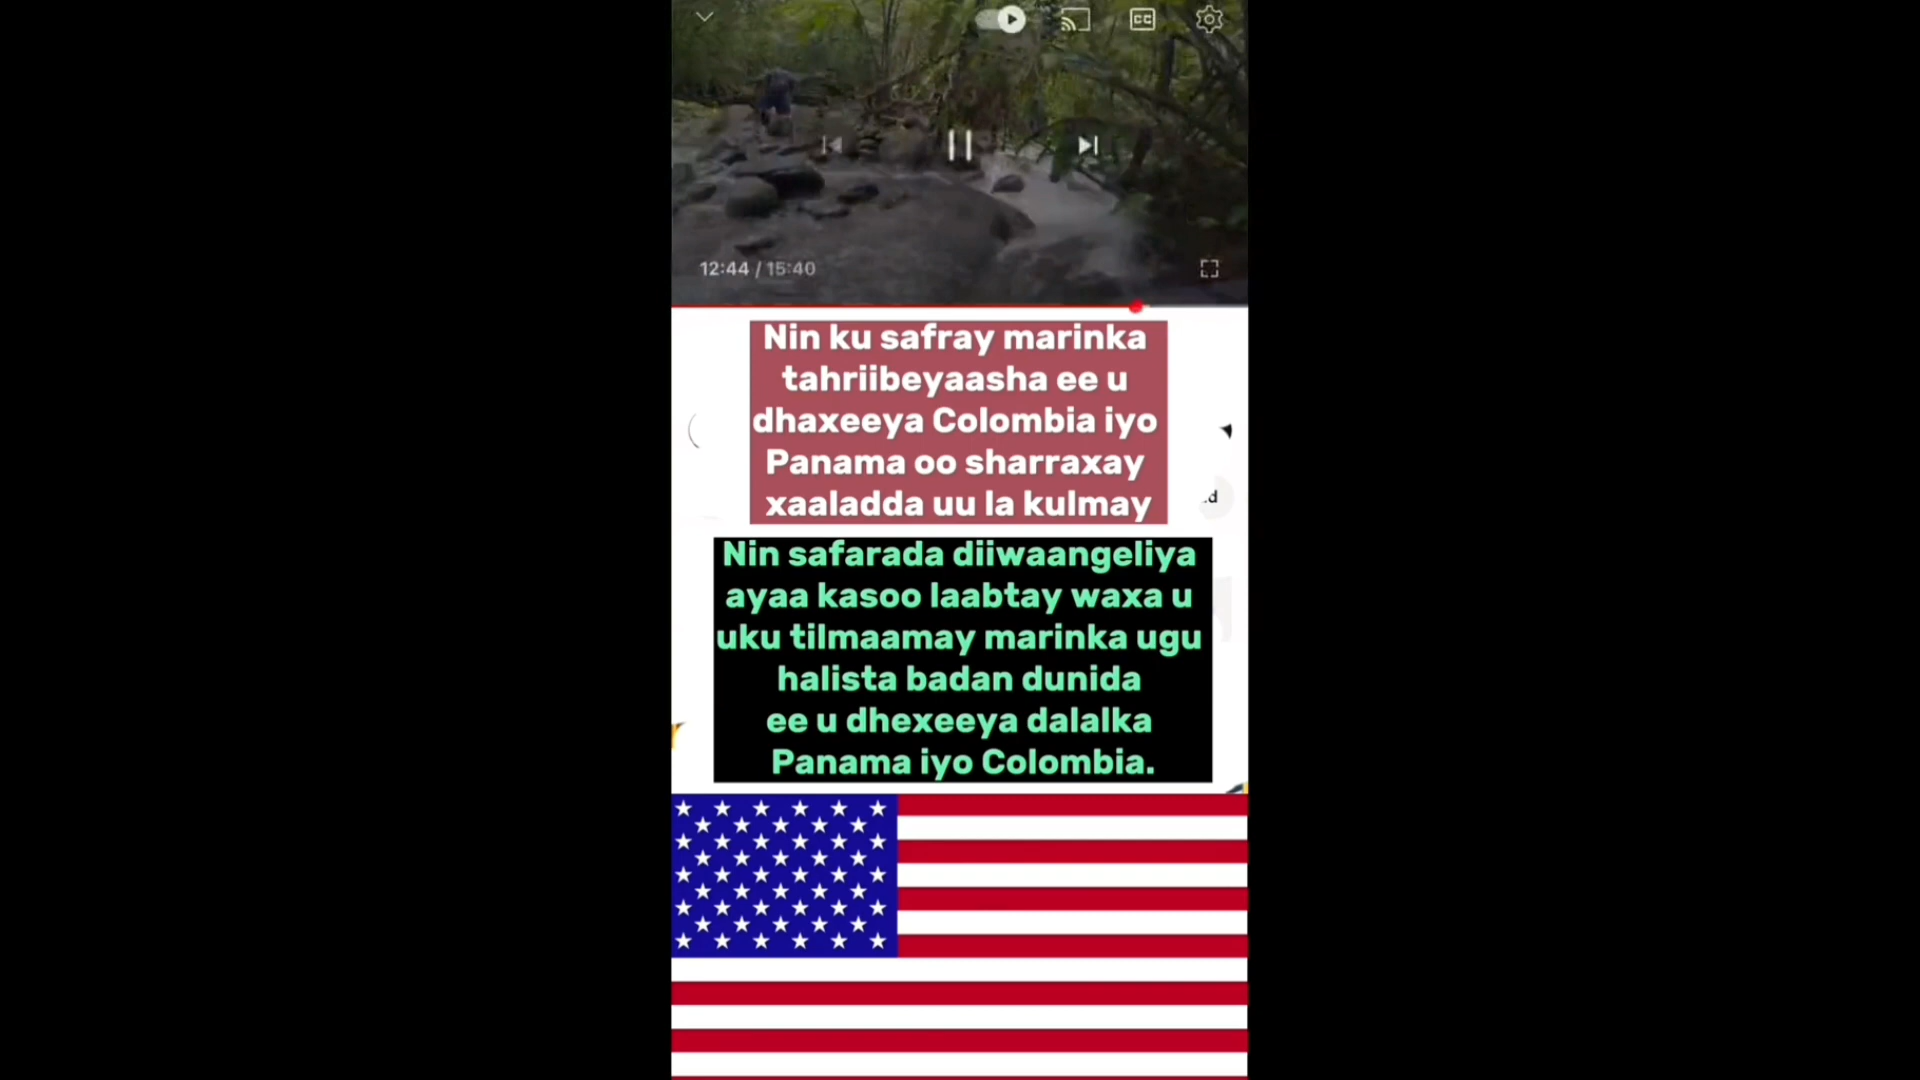 CC
12:44 / 15:40
Nin ku safray marinka
tahriibeyaasha ee u
dhaxeeya Colombia iyo
Panama oo sharraxay
xaaladda uu la kulmay
d
Nin safarada diiwaangeliya
ayaa kasoo laabtay waxa u
uku tilmaamay marinka ugu
halista badan dunida
ee u dhexeeya dalalka
Panama iyo Colombia.